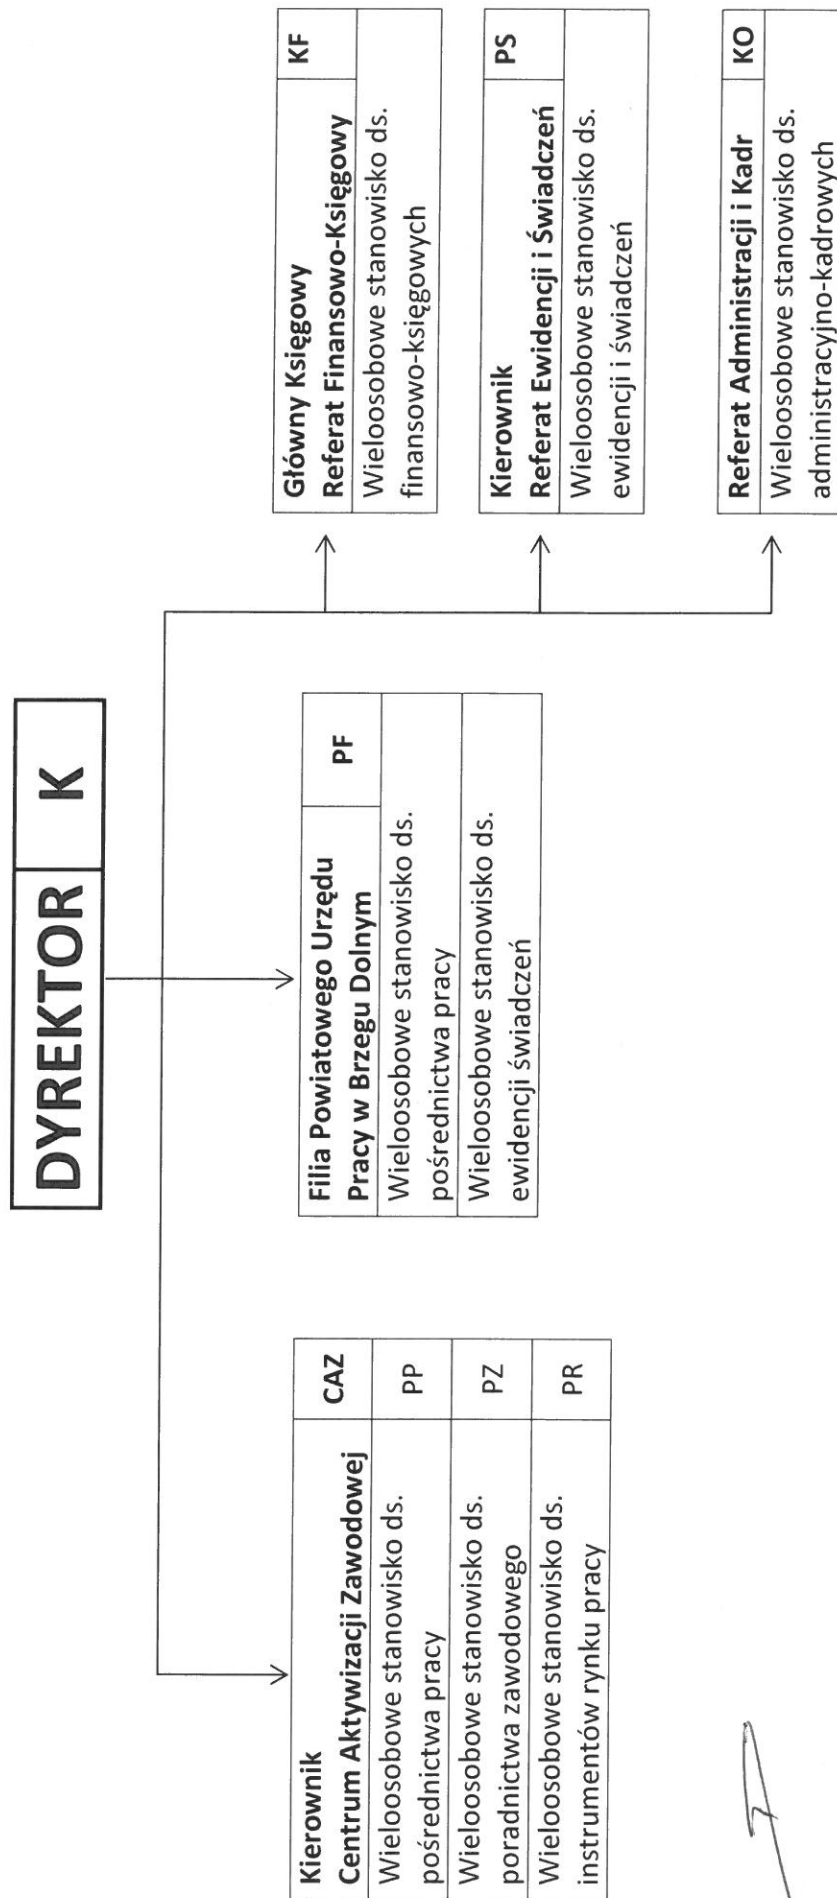 DYREKTOR K
Kierownik
Centrum Aktywizacji Zawodowej CAZ
Wieloosobowe stanowisko ds.
pośrednictwa pracy PP
Wieloosobowe stanowisko ds.
poradnictwa zawodowego PZ
Wieloosobowe stanowisko ds.
instrumentów rynku pracy PR
Filia Powiatowego Urzędu
Pracy w Brzegu Dolnym PF
Wieloosobowe stanowisko ds.
pośrednictwa pracy
Wieloosobowe stanowisko ds.
ewidencji świadczeń
Główny Księgowy
Referat Finansowo-Księgowy KF
Wieloosobowe stanowisko ds.
finansowo-księgowych
Kierownik
Referat Ewidencji i Świadczeń PS
Wieloosobowe stanowisko ds.
ewidencji i świadczeń
Referat Administracji i Kadr KO
Wieloosobowe stanowisko ds.
administracyjno-kadrowych